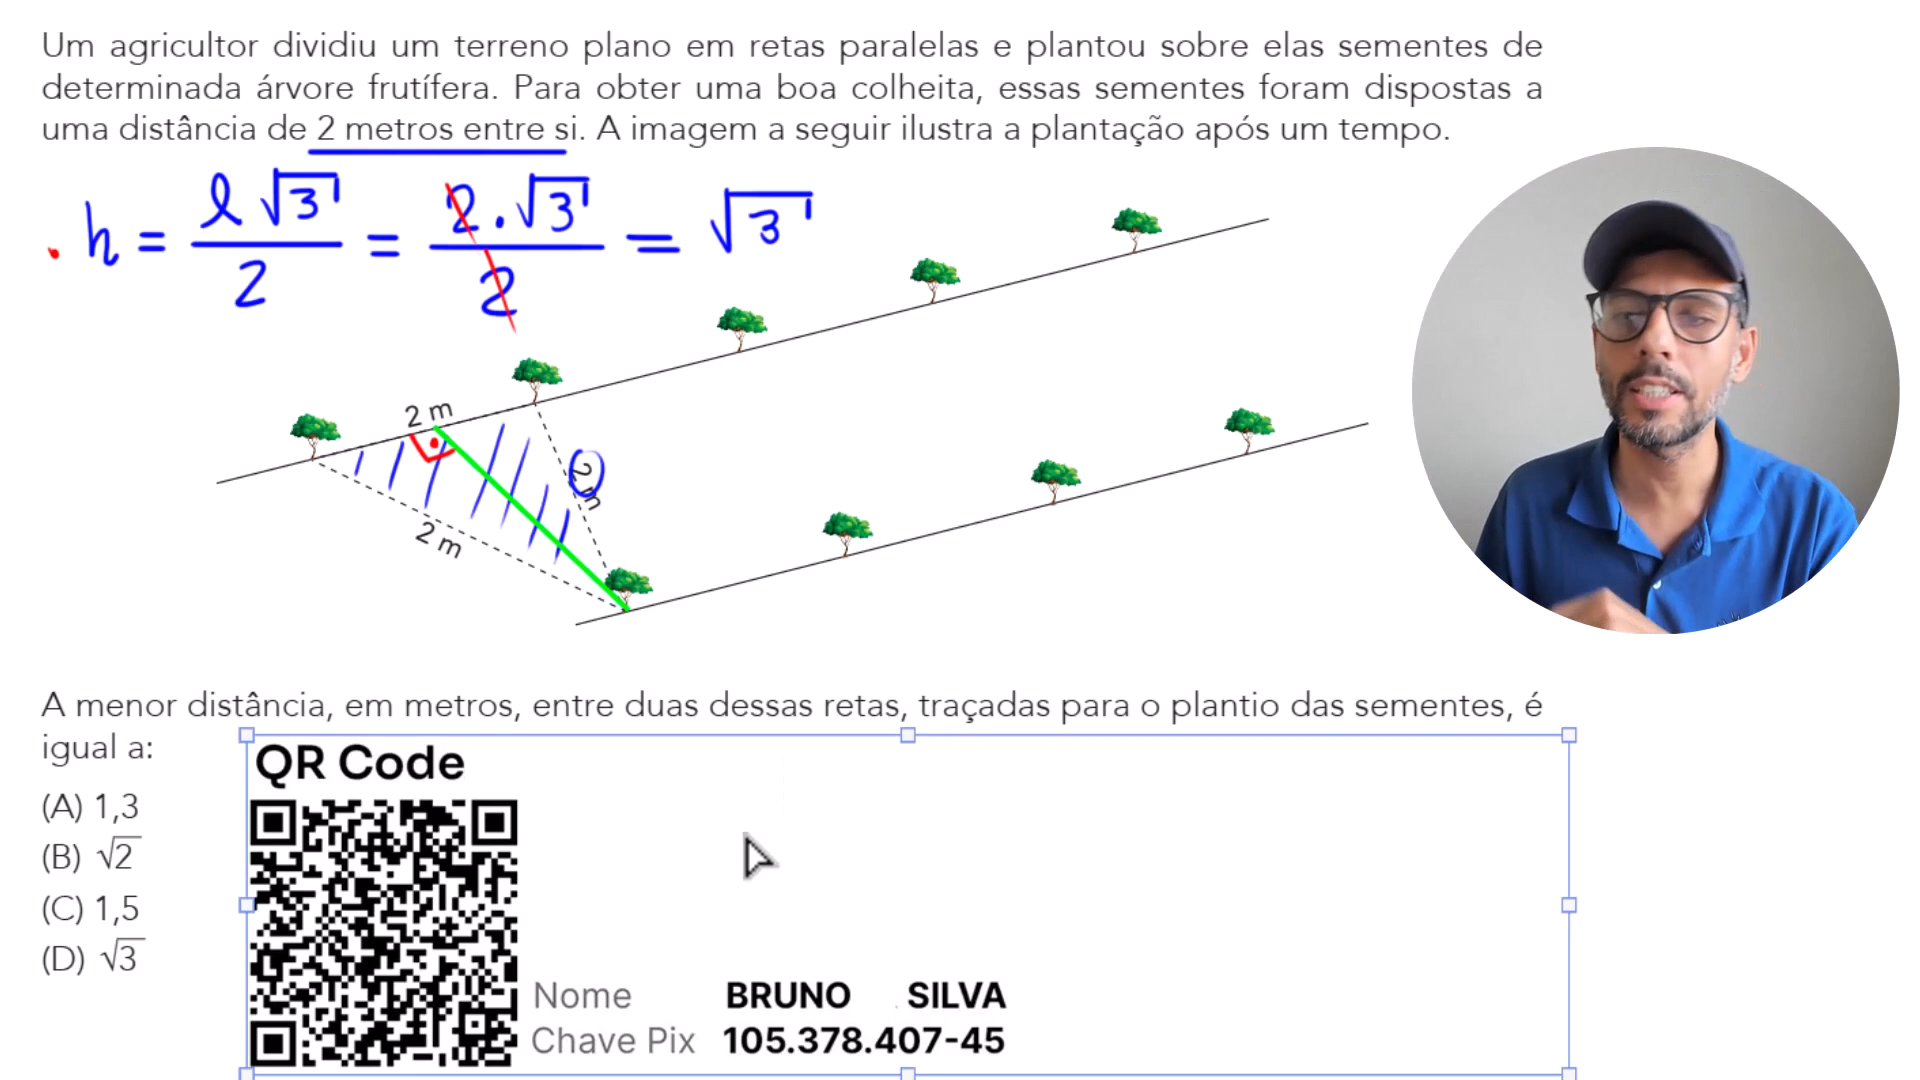 Um agricultor dividiu um terreno plano em retas paralelas e plantou sobre elas sementes de
determinada árvore frutífera. Para obter uma boa colheita, essas sementes foram dispostas a
uma distância de 2 metros entre si. A imagem a seguir ilustra a plantação após um tempo.
. h = l√3/2 = 2.√3/2 = √3
2 m
2 m
2 m
A menor distância, em metros, entre duas dessas retas, traçadas para o plantio das sementes, é
igual a:
(A) 1,3
(B) √2
(C) 1,5
(D) √3
QR Code
Nome BRUNO SILVA
Chave Pix 105.378.407-45